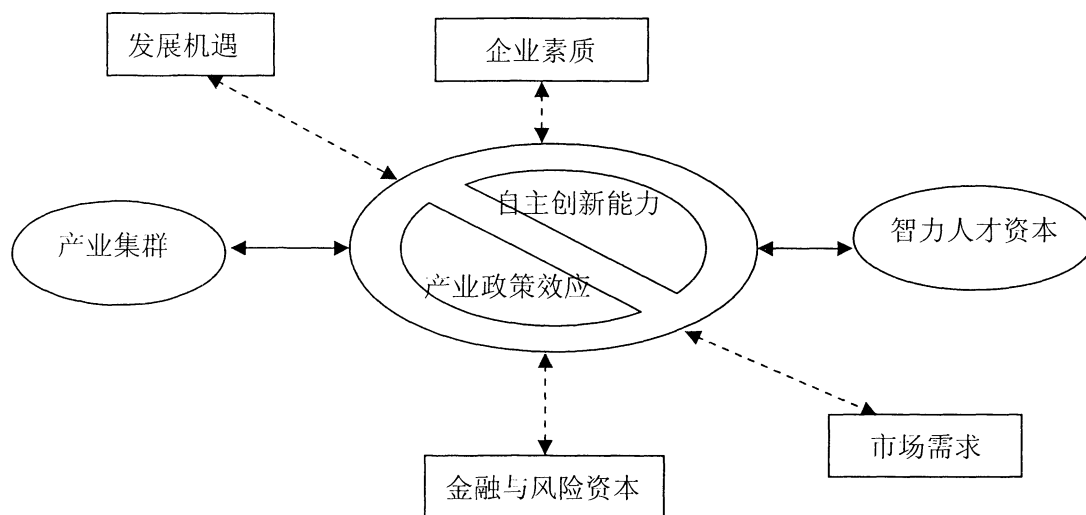 发展机遇
企业素质
自主创新能力
产业集群
智力人才资本
产业政策效应
市场需求
金融与风险资本